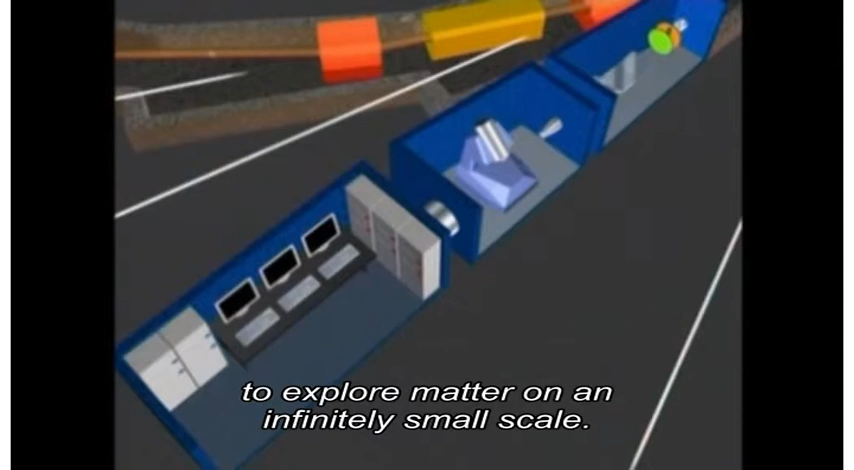 to explore matter on an
infinitely small scale.